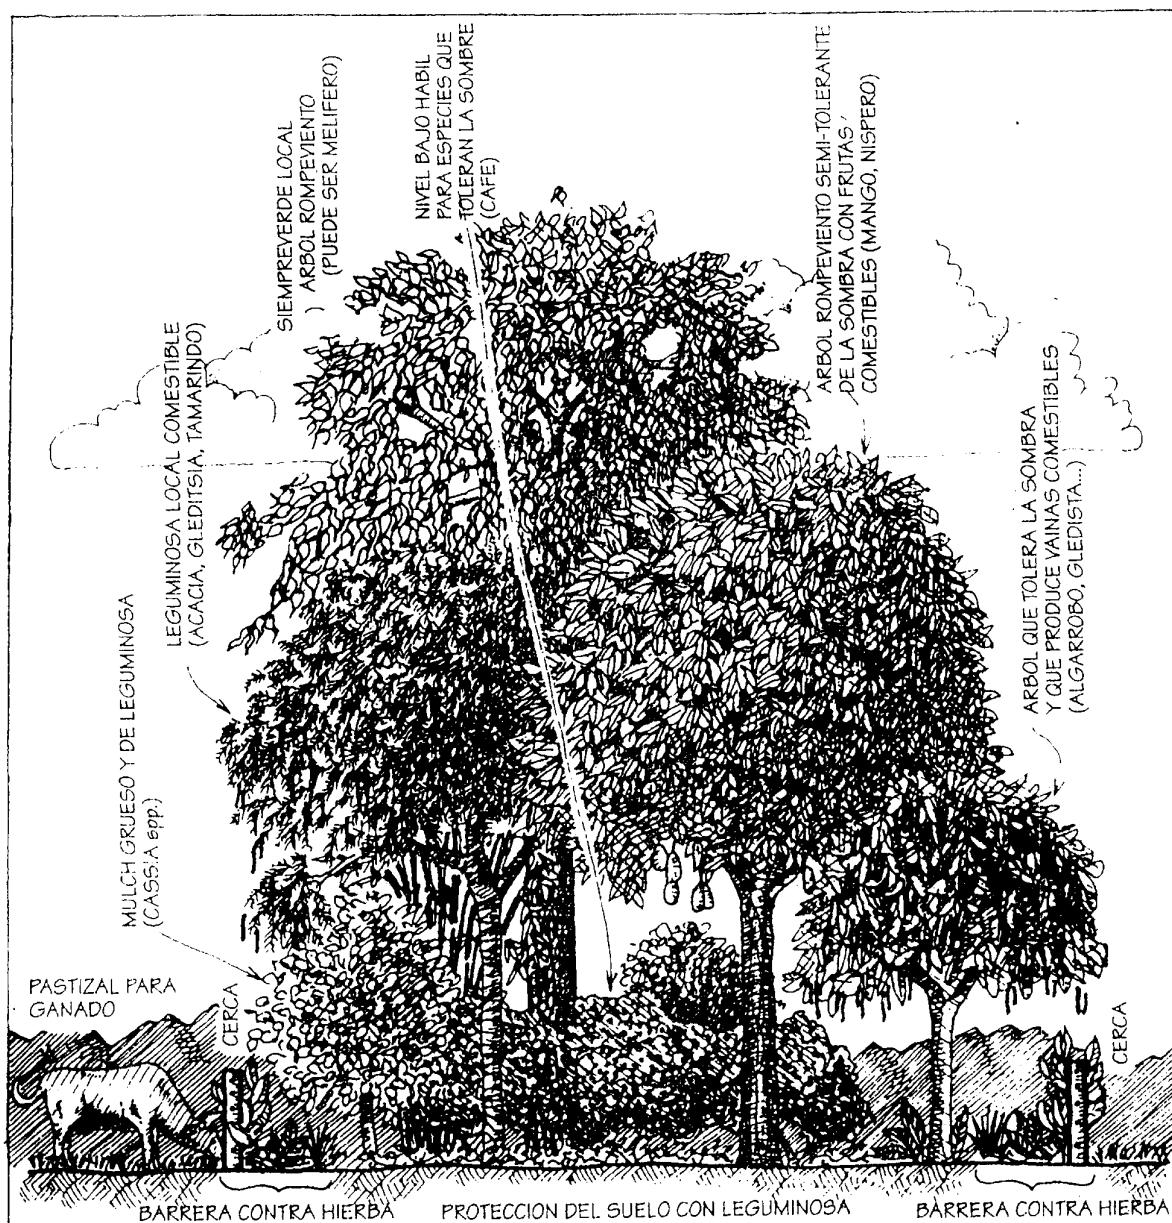 MULCH GRUESO Y DE LEGUMINOSA
(CASSIA spp.)
LEGUMINOSA LOCAL COMESTIBLE
(ACACIA, GLEDITSIA, TAMARINDO)
SIEMPREVERDE LOCAL
ARBOL ROMPEVIENTO
(PUEDE SER MELIFERO)
NIVEL BAJO HABIL
PARA ESPECIES QUE
TOLERAN LA SOMBRE
(CAFE)
ARBOL ROMPEVIENTO SEMI-TOLERANTE
DE LA SOMBRA CON FRUTAS
COMESTIBLES (MANGO, NISPERO)
ARBOL QUE TOLERA LA SOMBRA
Y QUE PRODUCE VAINAS COMESTIBLES
(ALGARROBO, GLEDISTA...)
PASTIZAL PARA
GANADO
CERCA
CERCA
BARRERA CONTRA HIERBA
PROTECCION DEL SUELO CON LEGUMINOSA
BARRERA CONTRA HIERBA